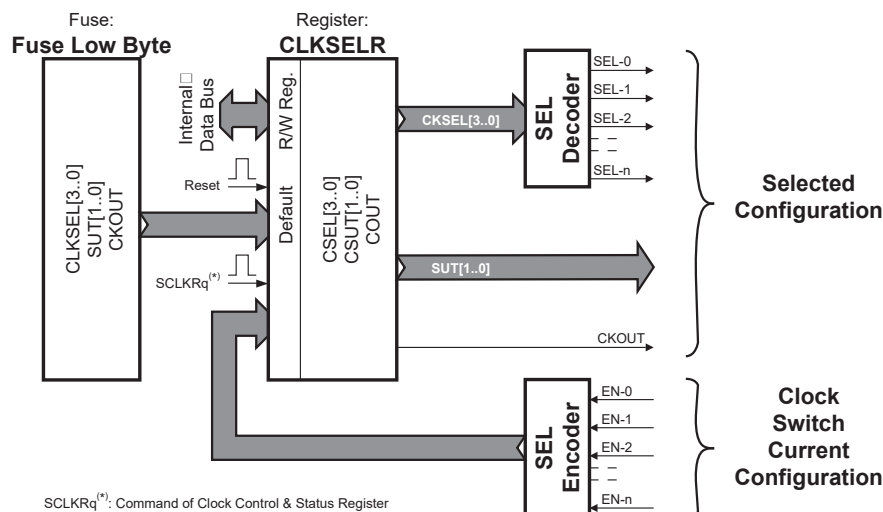 Fuse:
Fuse Low Byte
Register:
CLKSELR
CLKSEL[3..0]
SUT[1..0]
CKOUT
Internal□
Data Bus
Reset
SCLKRq(*)
R/W Reg.
Default
CSEL[3..0]
CSUT[1..0]
COUT
CKSEL[3..0]
SUT[1..0]
CKOUT
SEL
Decoder
SEL-0
SEL-1
SEL-2
SEL-n
Selected
Configuration
SEL
Encoder
EN-0
EN-1
EN-2
EN-n
Clock
Switch
Current
Configuration
SCLKRq(*): Command of Clock Control & Status Register